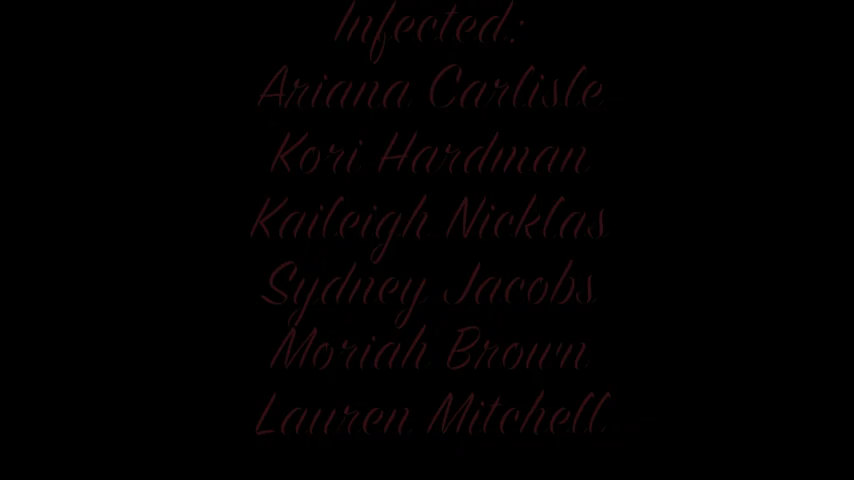 Infected:
Ariana Carlisle
Kori Hardman
Kaileigh Nicklas
Sydney Jacobs
Moriah Brown
Lauren Mitchell